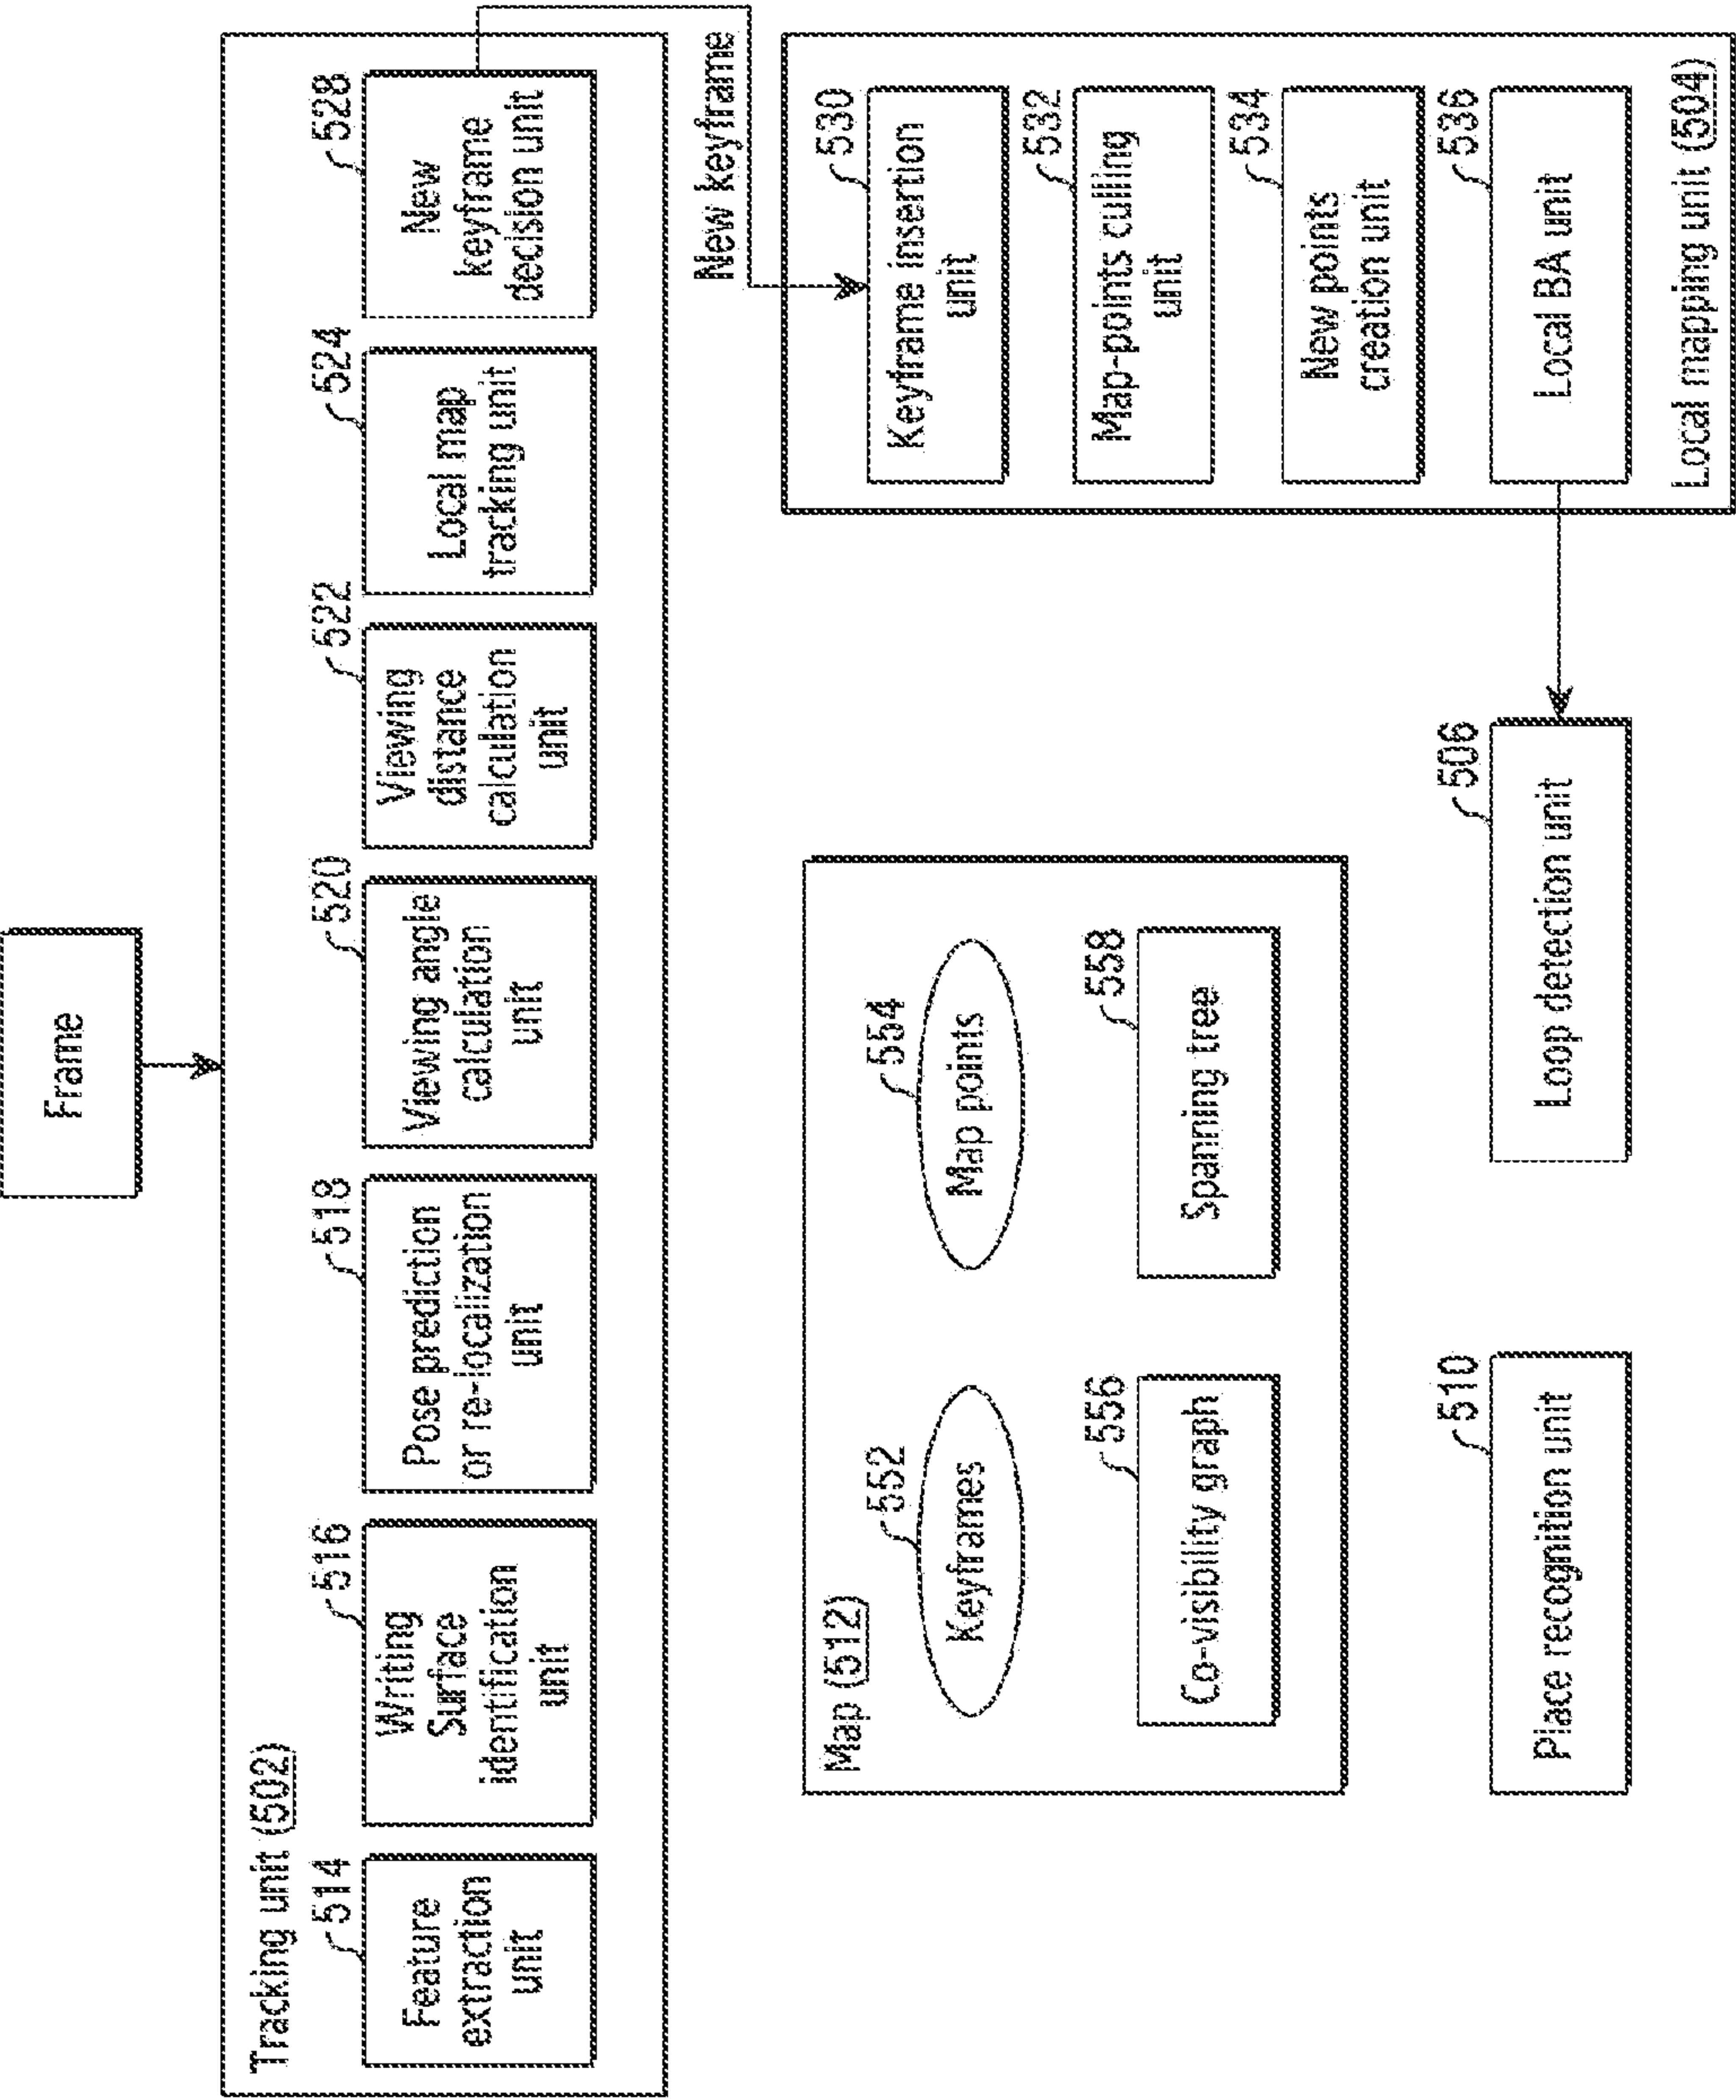 Frame
Tracking unit (502)
514
Feature
extraction
unit
516
Writing
Surface
identification
unit
518
Pose prediction
or re-localization
unit
520
Viewing angle
calculation
unit
522
Viewing
distance
calculation
unit
524
Local map
tracking unit
528
New
keyframe
decision unit
New keyframe
Map (512)
552
Keyframes
554
Map points
556
Co-visibility graph
558
Spanning tree
530
Keyframe insertion
unit
532
Map-points culling
unit
534
New points
creation unit
536
Local BA unit
Local mapping unit (504)
510
Place recognition unit
506
Loop detection unit